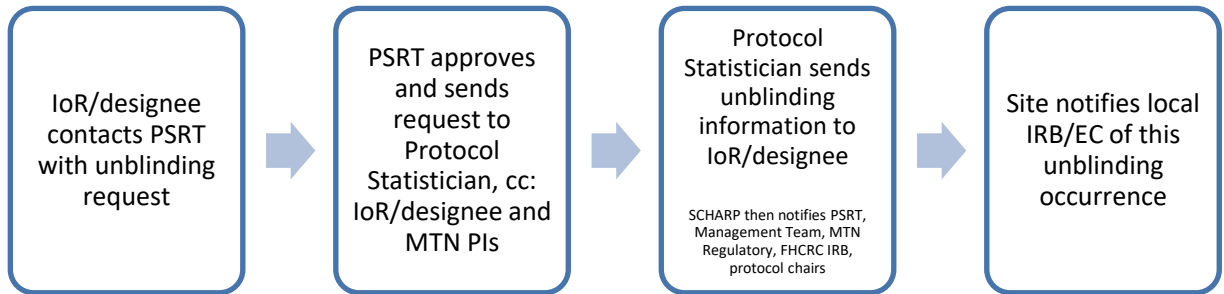 IoR/designee
contacts PSRT
with unblinding
request
PSRT approves
and sends
request to
Protocol
Statistician, cc:
IoR/designee and
MTN PIs
Protocol
Statistician sends
unblinding
information to
IoR/designee
SCHARP then notifies PSRT,
Management Team, MTN
Regulatory, FHCRC IRB,
protocol chairs
Site notifies local
IRB/EC of this
unblinding
occurrence